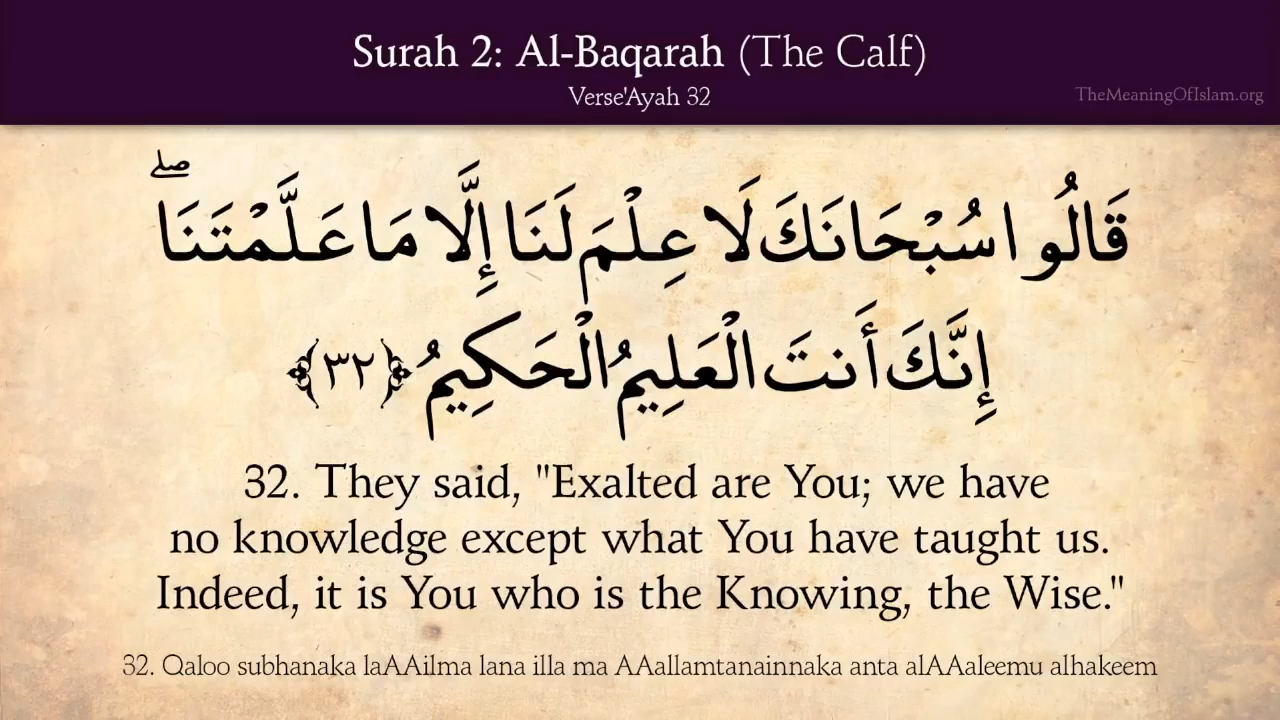 Surah 2: Al-Baqarah (The Calf)
Verse'Ayah 32
TheMeaningOfIslam.org
قَالُوا سُبْحَانَكَ لَا عِلْمَ لَنَا إِلَّا مَا عَلَّمْتَنَا ۖ
إِنَّكَ أَنتَ الْعَلِيمُ الْحَكِيمُ ﴿٣٢﴾
32. They said, "Exalted are You; we have
no knowledge except what You have taught us.
Indeed, it is You who is the Knowing, the Wise."
32. Qaloo subhanaka laAAilma lana illa ma AAallamtanainnaka anta alAAaleemu alhakeem